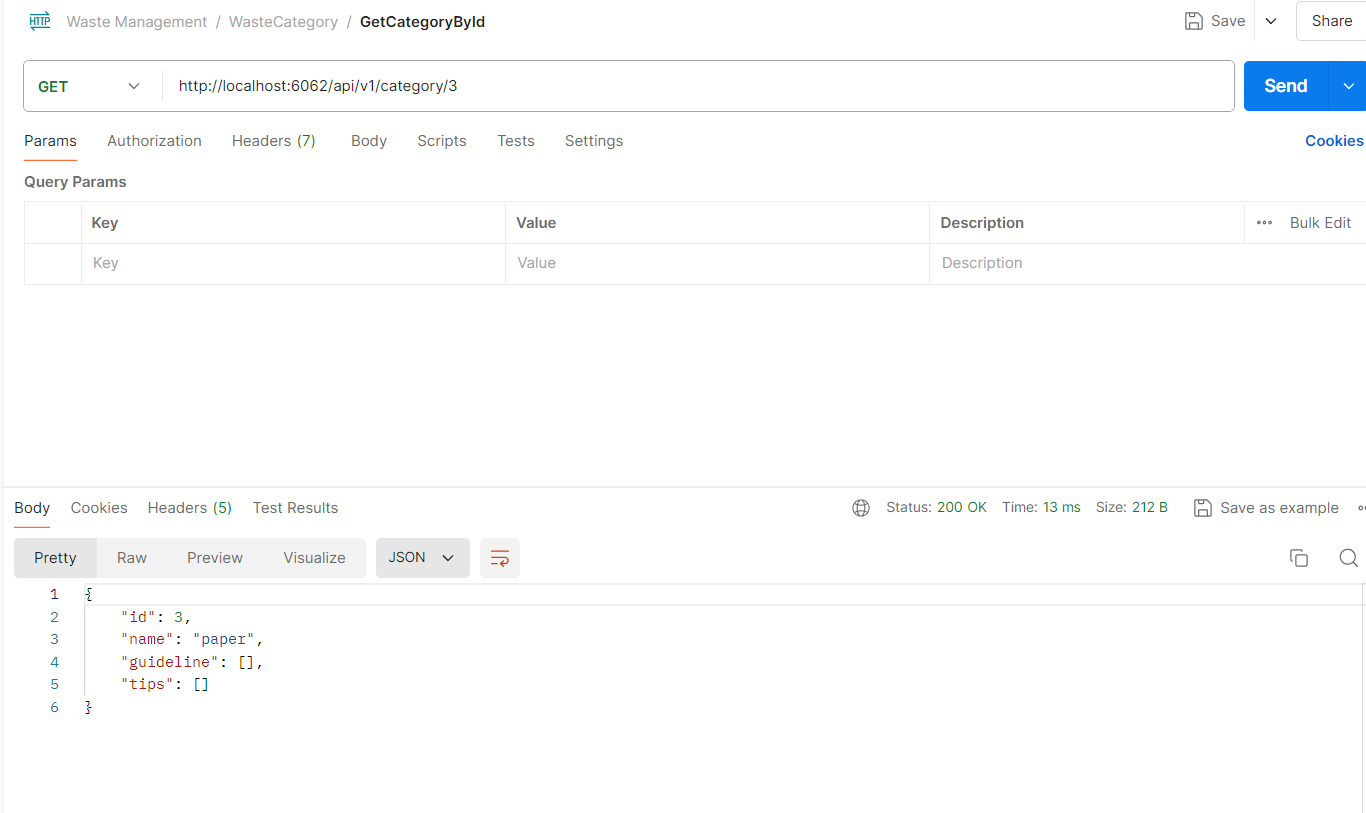 HTTP Waste Management / WasteCategory / GetCategoryById Save Share
GET http://localhost:6062/api/v1/category/3 Send
Params Authorization Headers (7) Body Scripts Tests Settings Cookies
Query Params
Key Value Description ••• Bulk Edit
Key Value Description
Body Cookies Headers (5) Test Results Status: 200 OK Time: 13 ms Size: 212 B Save as example
Pretty Raw Preview Visualize JSON
1 {
2 "id": 3,
3 "name": "paper",
4 "guideline": [],
5 "tips": []
6 }